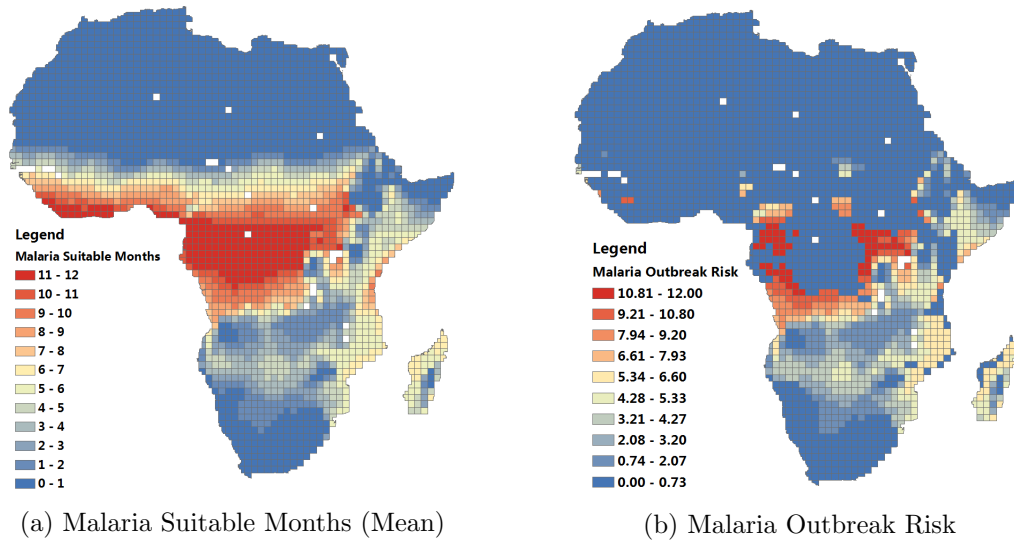 Legend
Malaria Suitable Months
11 - 12
10 - 11
9 - 10
8 - 9
7 - 8
6 - 7
5 - 6
4 - 5
3 - 4
2 - 3
1 - 2
0 - 1
(a) Malaria Suitable Months (Mean)
Legend
Malaria Outbreak Risk
10.81 - 12.00
9.21 - 10.80
7.94 - 9.20
6.61 - 7.93
5.34 - 6.60
4.28 - 5.33
3.21 - 4.27
2.08 - 3.20
0.74 - 2.07
0.00 - 0.73
(b) Malaria Outbreak Risk